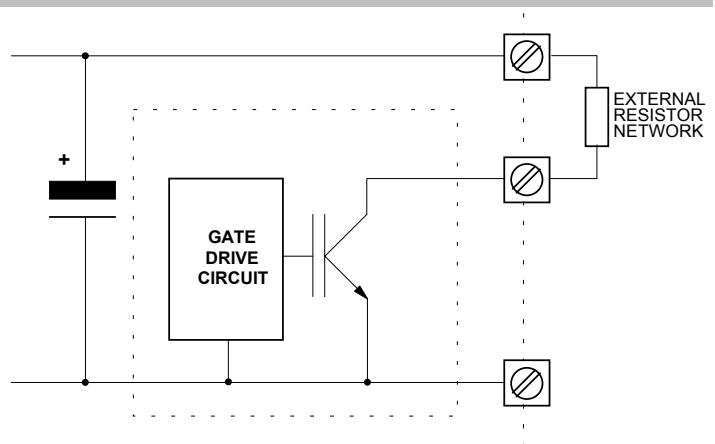 EXTERNAL
RESISTOR
NETWORK
+
GATE
DRIVE
CIRCUIT